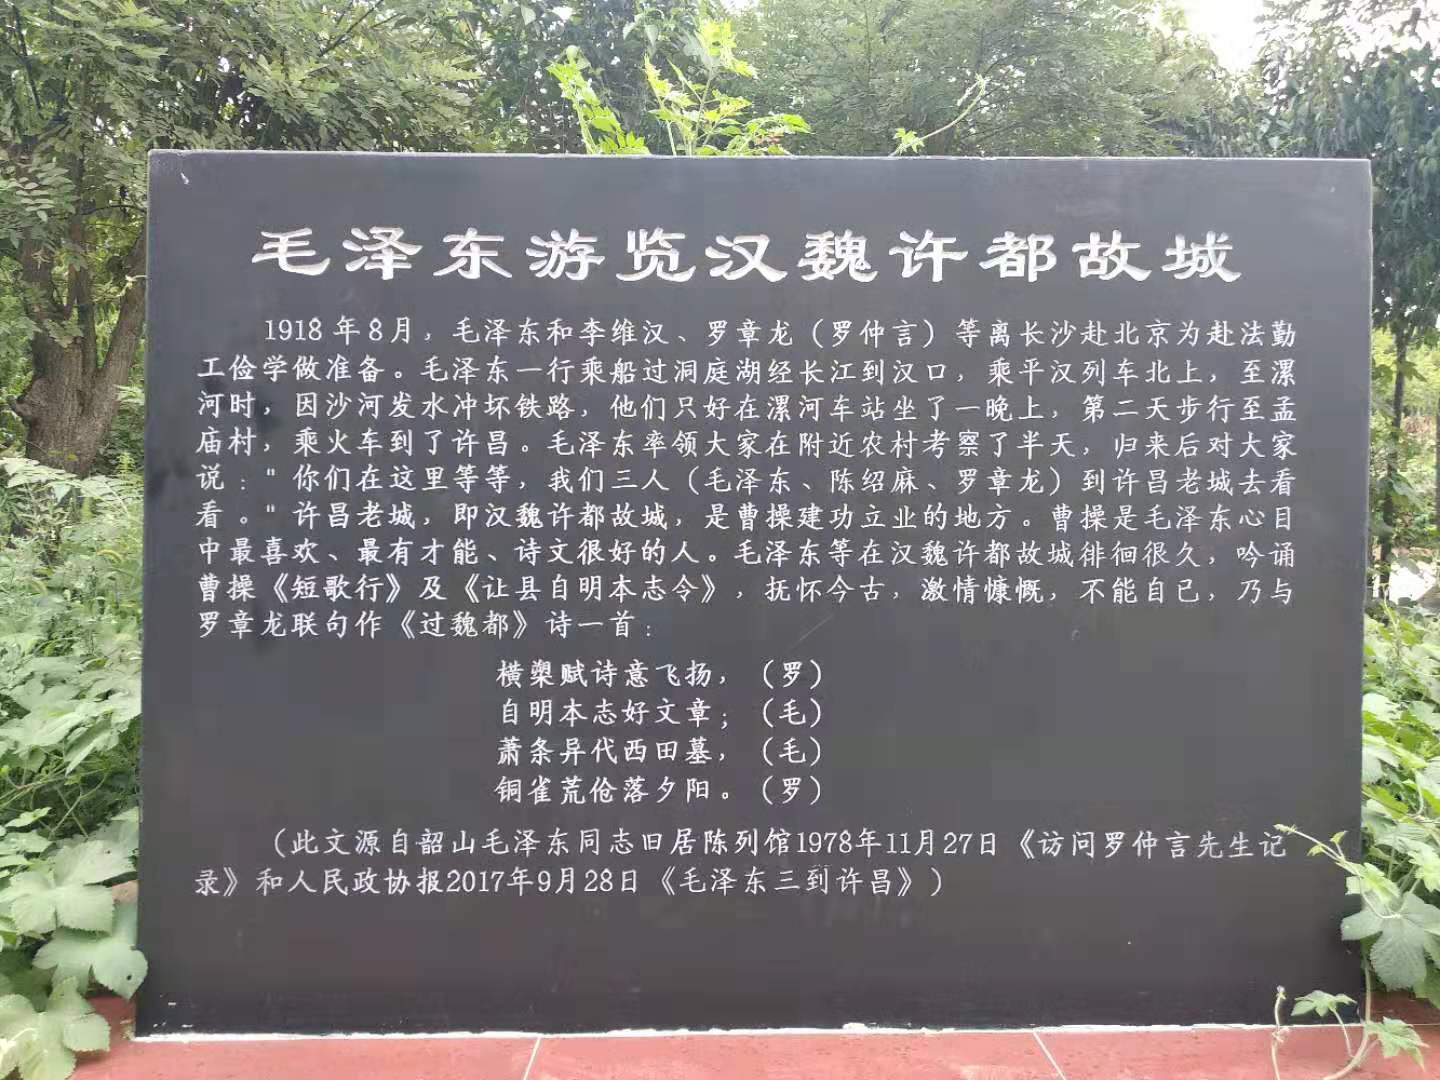 毛泽东游览汉魏许都故城
1918年8月，毛泽东和李维汉、罗章龙（罗仲言）等离长沙赴北京为赴法勤
工俭学做准备。毛泽东一行乘船过洞庭湖经长江到汉口，乘平汉列车北上，至漯
河时，因沙河发水冲坏铁路，他们只好在漯河车站坐了一晚上，第二天步行至孟
庙村，乘火车到了许昌。毛泽东率领大家在附近农村考察了半天，归来后对大家
说："你们在这里等等，我们三人（毛泽东、陈绍麻、罗章龙）到许昌老城去看
看。"许昌老城，即汉魏许都故城，是曹操建功立业的地方。曹操是毛泽东心目
中最喜欢、最有才能、诗文很好的人。毛泽东等在汉魏许都故城徘徊很久，吟诵
曹操《短歌行》及《让县自明本志令》，抚怀今古，激情慷慨，不能自已，乃与
罗章龙联句作《过魏都》诗一首：
横槊赋诗意飞扬，（罗）
自明本志好文章；（毛）
萧条异代西田墓，（毛）
铜雀荒伧落夕阳。（罗）
（此文源自韶山毛泽东同志旧居陈列馆1978年11月27日《访问罗仲言先生记
录》和人民政协报2017年9月28日《毛泽东三到许昌》）